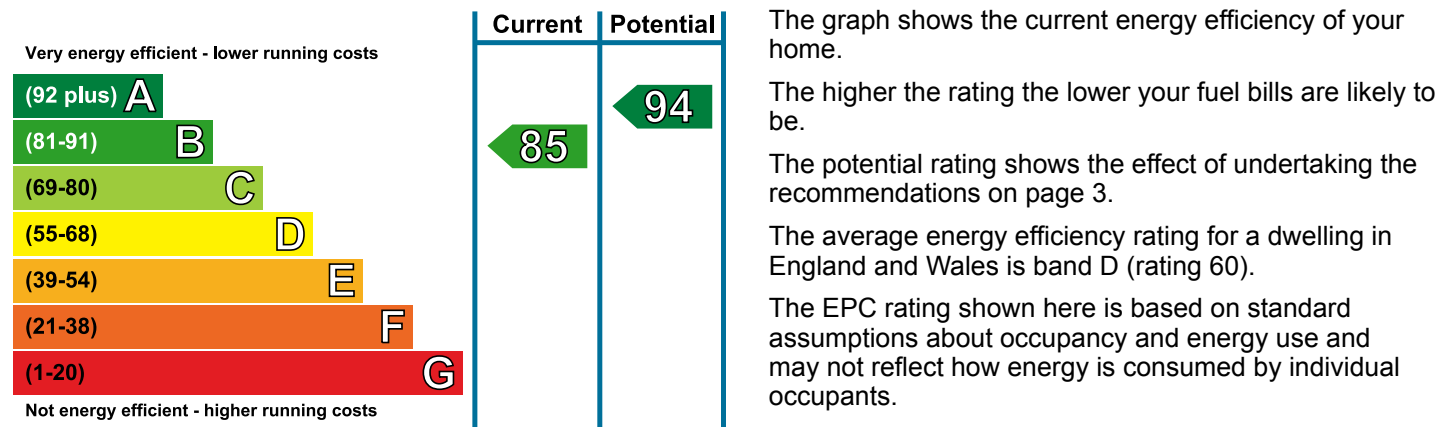 Current Potential
Very energy efficient - lower running costs
(92 plus) A
(81-91) B
(69-80) C
(55-68) D
(39-54) E
(21-38) F
(1-20) G
Not energy efficient - higher running costs
85
94
The graph shows the current energy efficiency of your
home.
The higher the rating the lower your fuel bills are likely to
be.
The potential rating shows the effect of undertaking the
recommendations on page 3.
The average energy efficiency rating for a dwelling in
England and Wales is band D (rating 60).
The EPC rating shown here is based on standard
assumptions about occupancy and energy use and
may not reflect how energy is consumed by individual
occupants.